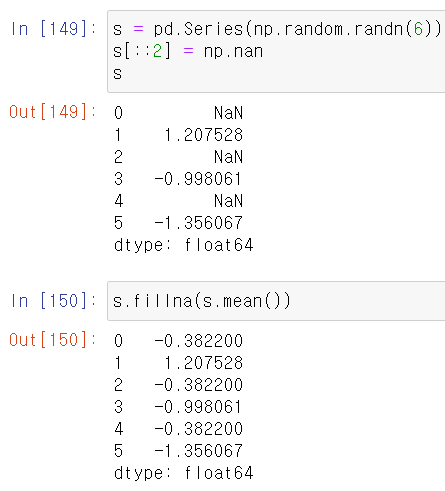 In [149]: s = pd.Series(np.random.randn(6))
s[::2] = np.nan
s
Out[149]: 0 NaN
1 1.207528
2 NaN
3 -0.998061
4 NaN
5 -1.356067
dtype: float64
In [150]: s.fillna(s.mean())
Out[150]: 0 -0.382200
1 1.207528
2 -0.382200
3 -0.998061
4 -0.382200
5 -1.356067
dtype: float64